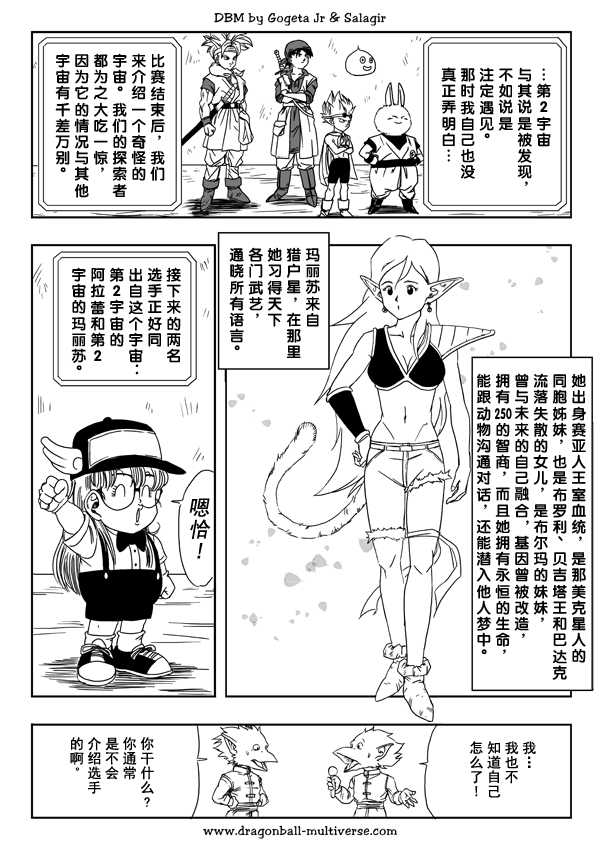 DBM by Gogeta Jr & Salagir
比赛结束后，我们
来介绍一个奇怪的
宇宙。我们的探索者
都为之大吃一惊，
因为它的情况与其他
宇宙有千差万别。
…第2宇宙
与其说是被发现，
不如说是
注定遇见。
那时我自己也没
真正弄明白…
接下来的两名
选手正好同
出自这个宇宙…
第2宇宙的
阿拉蕾和第2
宇宙的玛丽苏。
嗯恰！
玛丽苏来自
猎户星，在那里
她习得天下
各门武艺，
通晓所有语言。
她出身赛亚人王室血统，是那美克星人的
同胞姊妹，也是布罗利、贝吉塔王和巴达克
流落失散的女儿，是布尔玛的妹妹，
曾与未来的自己融合，基因曾被改造，
拥有250的智商，而且她拥有永恒的生命，
能跟动物沟通对话，还能潜入他人梦中。
你干什么？
你通常
是不会
介绍选手
的啊。
我…
我也不
知道自己
怎么了！
www.dragonball-multiverse.com